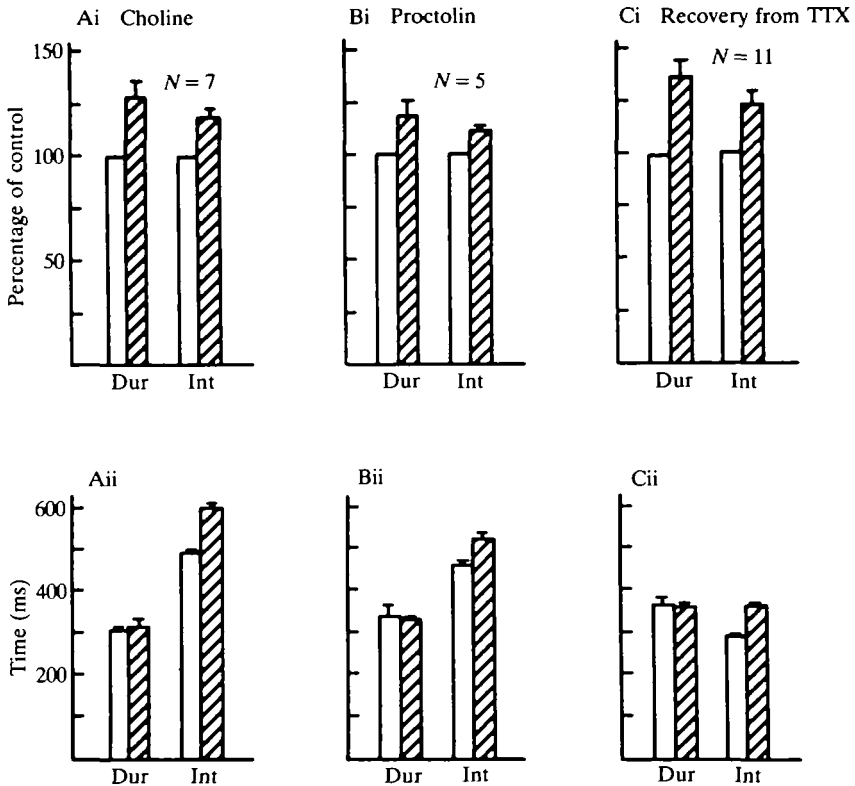 Ai Choline
Bi Proctolin
Ci Recovery from TTX
N = 7
N = 5
N = 11
Percentage of control
150
100
50
Dur Int
Dur Int
Dur Int
Aii
Bii
Cii
Time (ms)
600
400
200
Dur Int
Dur Int
Dur Int